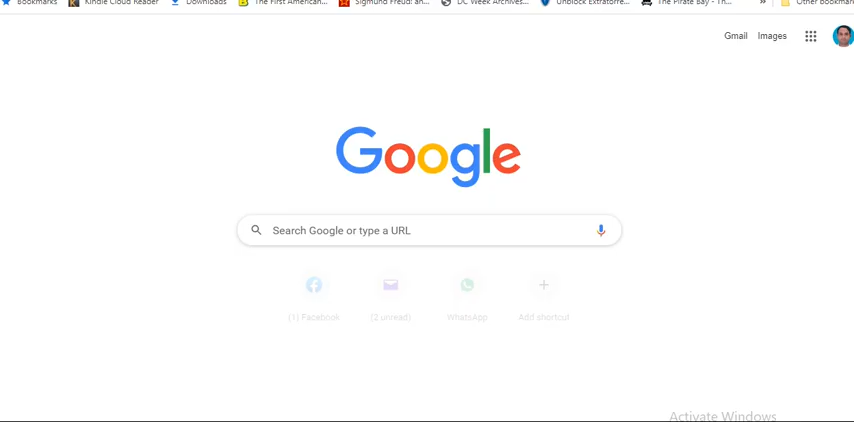 Bookmarks Kindle Cloud Reader Downloads The First American... Sigmund Freud: an... DC Week Archives... Unblock Extratorre... The Pirate Bay - Th... » Other bookmar
Gmail Images
Google
Search Google or type a URL
(1) Facebook (2 unread) WhatsApp Add shortcut
Activate Windows